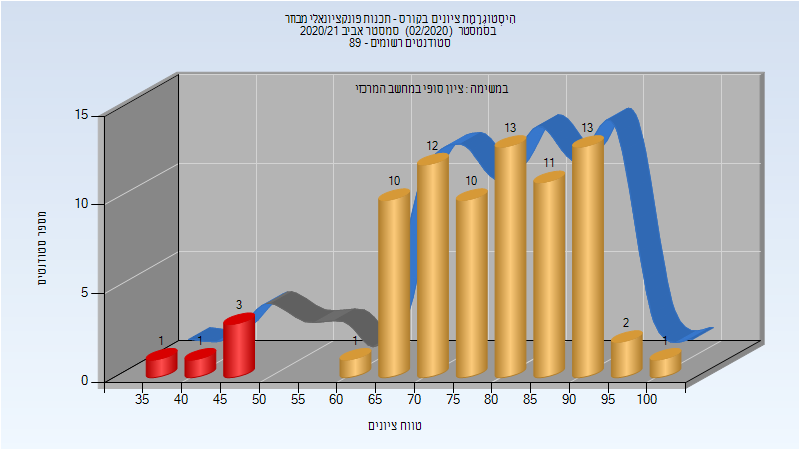 היסטוגרמת ציונים בקורס - תכנות פונקציונאלי מבוזר
בסמסטר (02/2020) סמסטר אביב 2020/21
סטודנטים רשומים - 89
במשימה : ציון סופי במחשב המרכזי
מספר סטודנטים
15
10
5
0
1
1
3
1
10
12
10
13
11
13
2
1
35 40 45 50 55 60 65 70 75 80 85 90 95 100
טווח ציונים